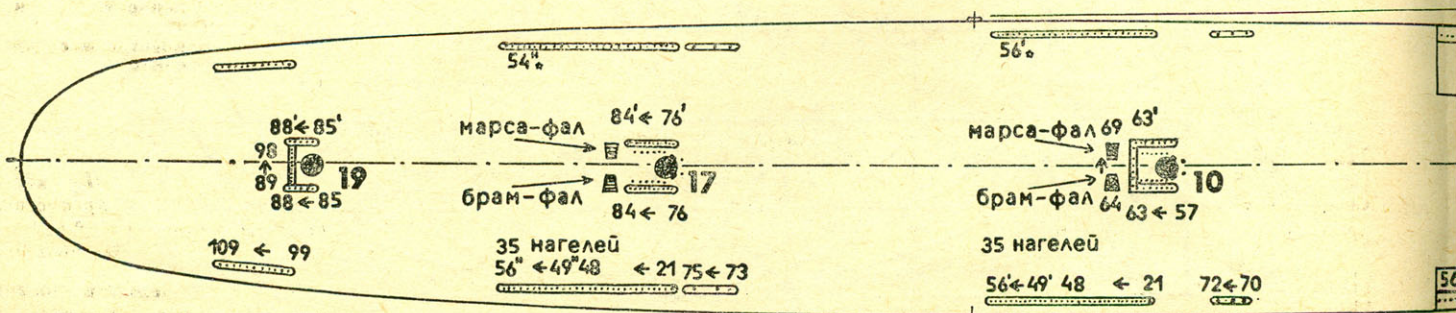 54"
56'
88' ← 85'
98
↑
89
88 ← 85
19
109 ← 99
марса-фал
84' ← 76'
брам-фал
17
84 ← 76
35 нагелей
56" ← 49" 48 ← 21 75 ← 73
марса-фал 69 63'
↑
брам-фал 64
10
63 ← 57
35 нагелей
56' ← 49' 48 ← 21 72 ← 70
56